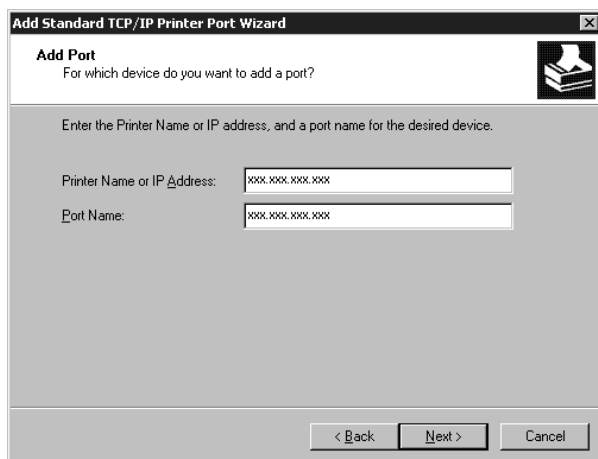 Add Standard TCP/IP Printer Port Wizard
Add Port
For which device do you want to add a port?
Enter the Printer Name or IP address, and a port name for the desired device.
Printer Name or IP Address: xxx.xxx.xxx.xxx
Port Name: xxx.xxx.xxx.xxx
< Back Next > Cancel